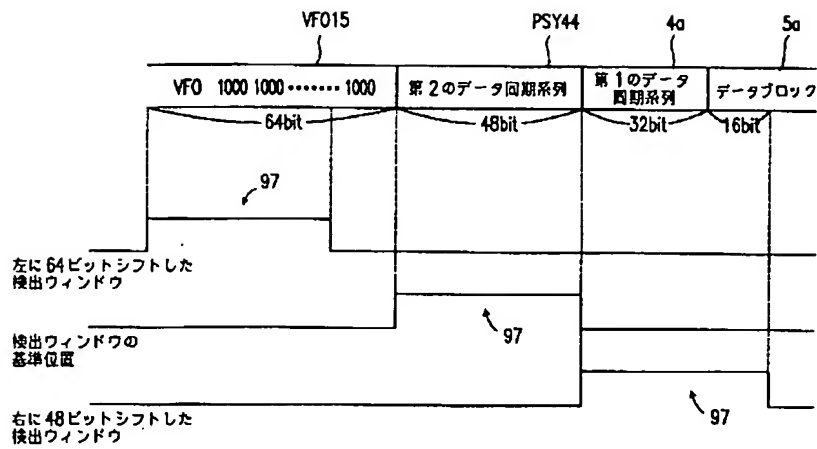 VFO15
PSY44
4a
5a
VFO 1000 1000 ······· 1000
第2のデータ同期系列
第1のデータ
同期系列
データブロック
64bit
48bit
32bit
16bit
97
左に64ビットシフトした
検出ウィンドウ
97
検出ウィンドウの
基準位置
97
右に48ビットシフトした
検出ウィンドウ